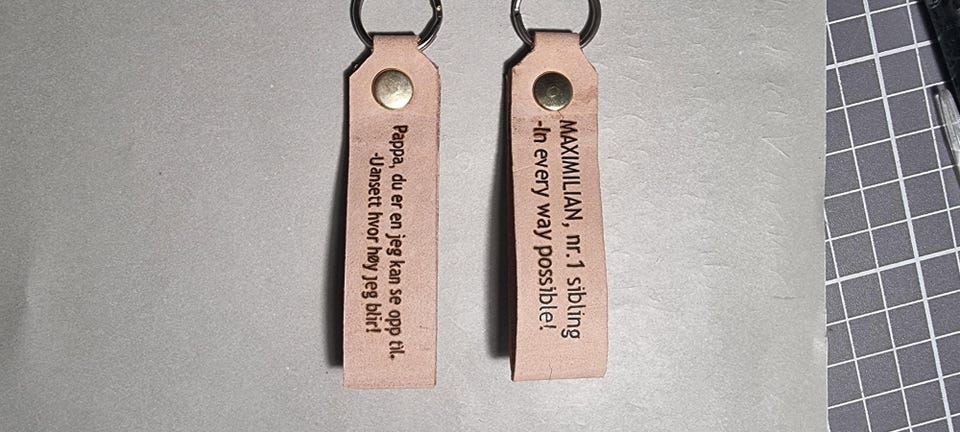 Pappa, du er en jeg kan se opp til.
-Uansett hvor høy jeg blir!
MAXIMILIAN, nr.1 sibling
-In every way possible!